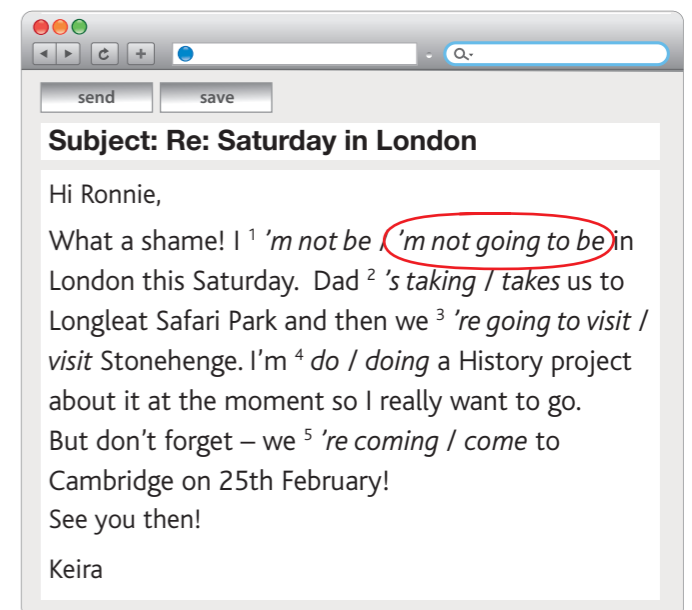 send save
Subject: Re: Saturday in London
Hi Ronnie,
What a shame! I ¹ ’m not be / ’m not going to be in
London this Saturday. Dad ² ’s taking / takes us to
Longleat Safari Park and then we ³ ’re going to visit /
visit Stonehenge. I’m ⁴ do / doing a History project
about it at the moment so I really want to go.
But don’t forget – we ⁵ ’re coming / come to
Cambridge on 25th February!
See you then!
Keira